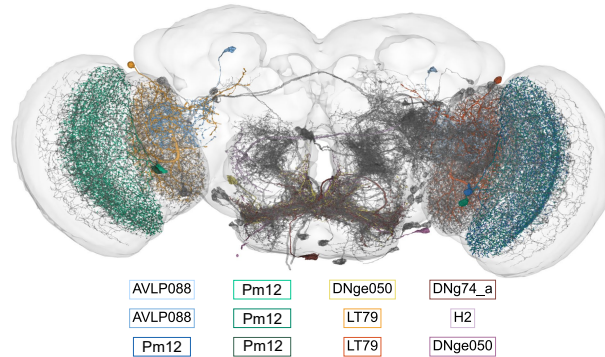 AVLP088 Pm12 DNge050 DNg74_a
AVLP088 Pm12 LT79 H2
Pm12 Pm12 LT79 DNge050